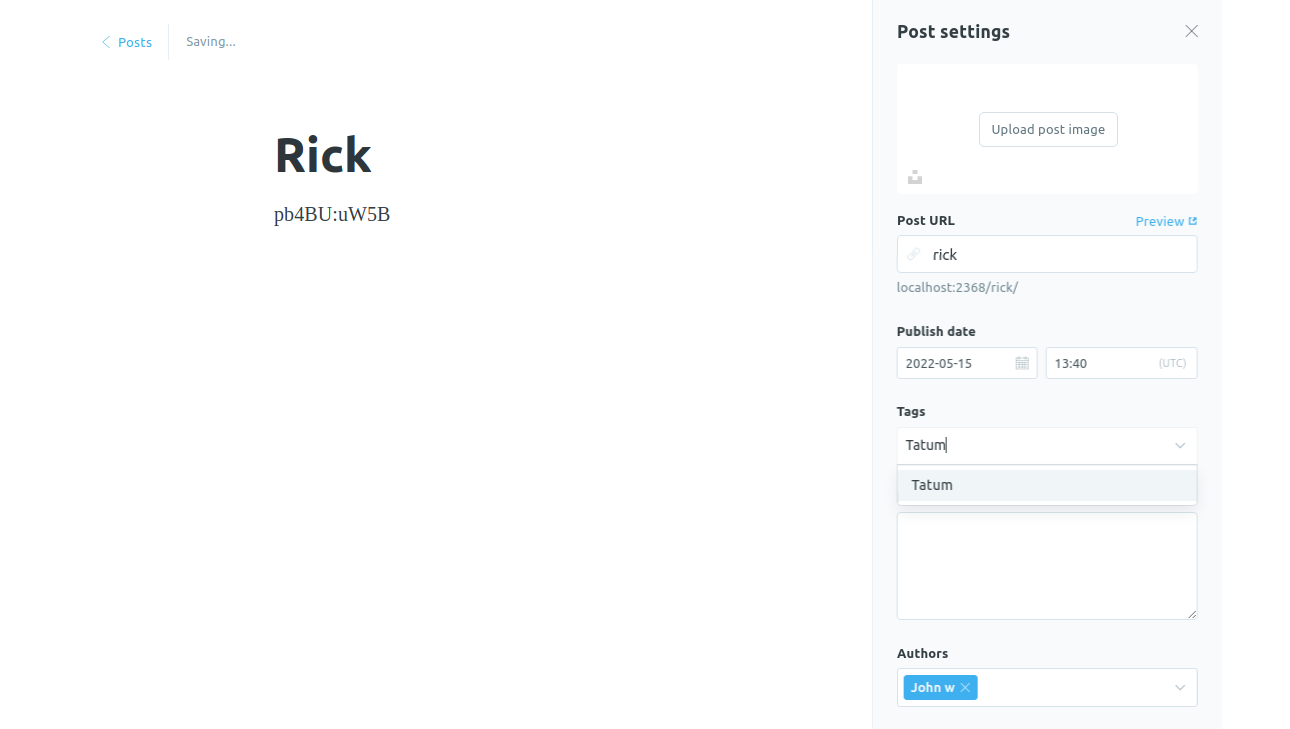 Posts
Saving...
Rick
pb4BU:uW5B
Post settings
Upload post image
Post URL
Preview
rick
localhost:2368/rick/
Publish date
2022-05-15
13:40
(UTC)
Tags
Tatum
Tatum
Authors
John w